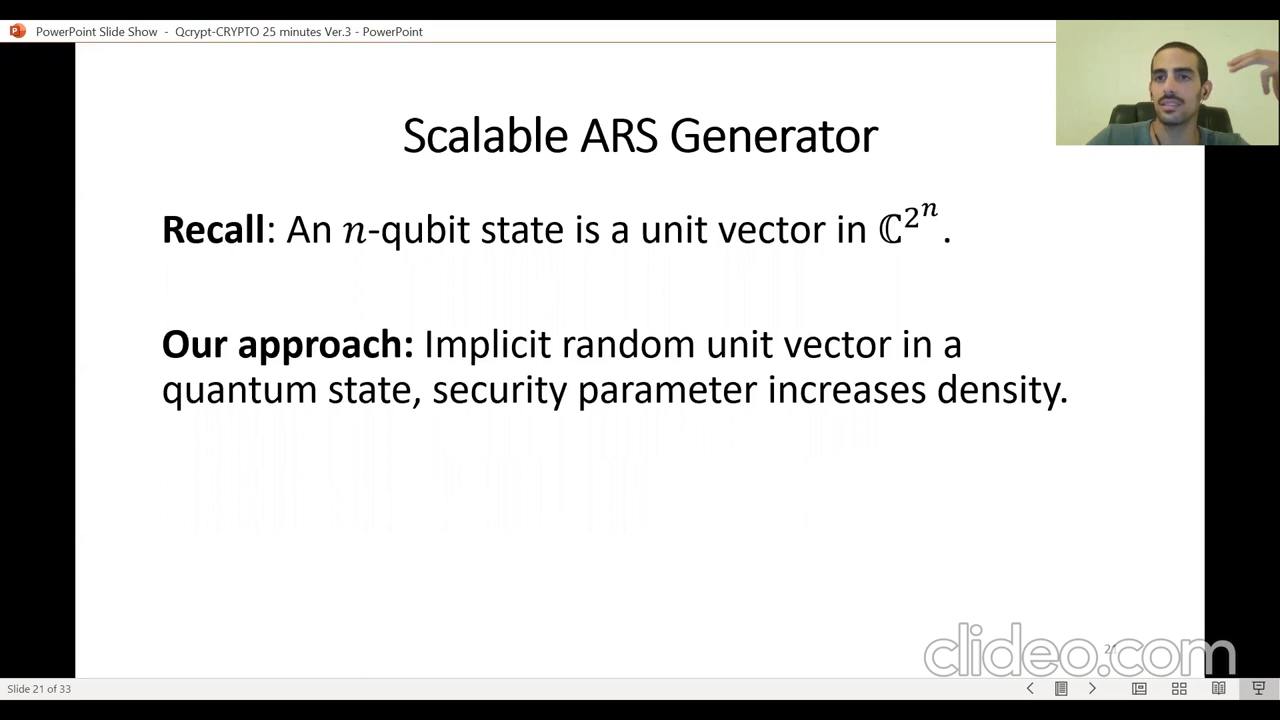 PowerPoint Slide Show - Qcrypt-CRYPTO 25 minutes Ver.3 - PowerPoint
Scalable ARS Generator
Recall: An n-qubit state is a unit vector in ℂ^{2^n}.
Our approach: Implicit random unit vector in a
quantum state, security parameter increases density.
21
clideo.com
Slide 21 of 33